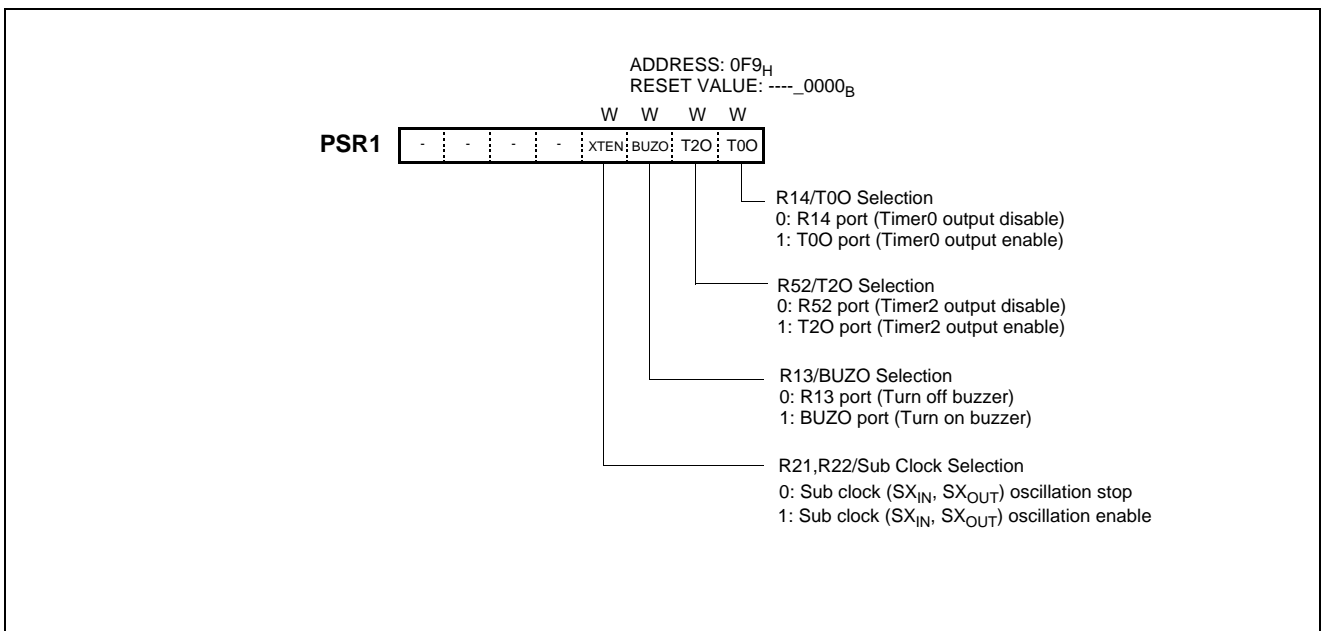 ADDRESS: 0F9H
RESET VALUE: ----_0000B
W W W W
PSR1 - - - - XTEN BUZO T2O T0O
R14/T0O Selection
0: R14 port (Timer0 output disable)
1: T0O port (Timer0 output enable)
R52/T2O Selection
0: R52 port (Timer2 output disable)
1: T2O port (Timer2 output enable)
R13/BUZO Selection
0: R13 port (Turn off buzzer)
1: BUZO port (Turn on buzzer)
R21,R22/Sub Clock Selection
0: Sub clock (SXIN, SXOUT) oscillation stop
1: Sub clock (SXIN, SXOUT) oscillation enable